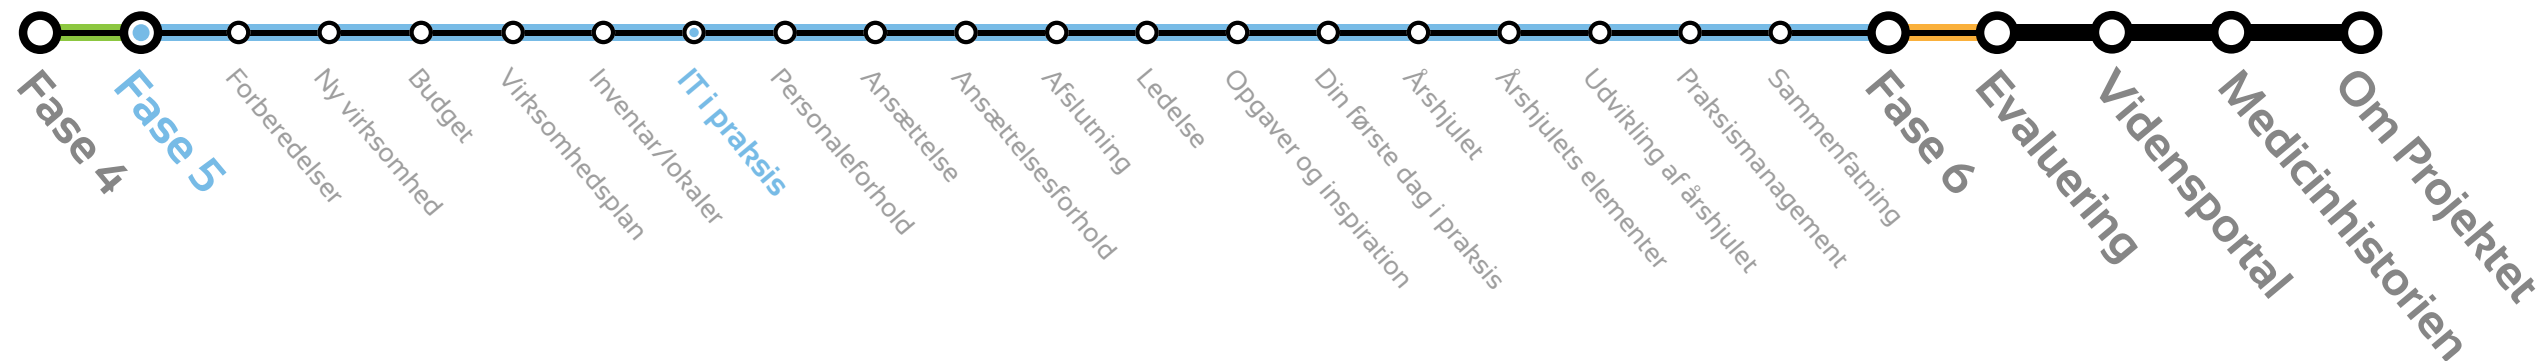 Fase 4
Fase 5
Forberedelser
Ny virksomhed
Budget
Virksomhedsplan
Inventar/lokaler
IT i praksis
Personaleforhold
Ansættelse
Ansættelsesforhold
Afslutning
Ledelse
Opgaver og inspiration
Din første dag i praksis
Årshjulet
Årshjulets elementer
Udvikling af årshjulet
Praksismanagement
Sammenfatning
Fase 6
Evaluering
Vidensportal
Medicinhistorien
Om Projektet